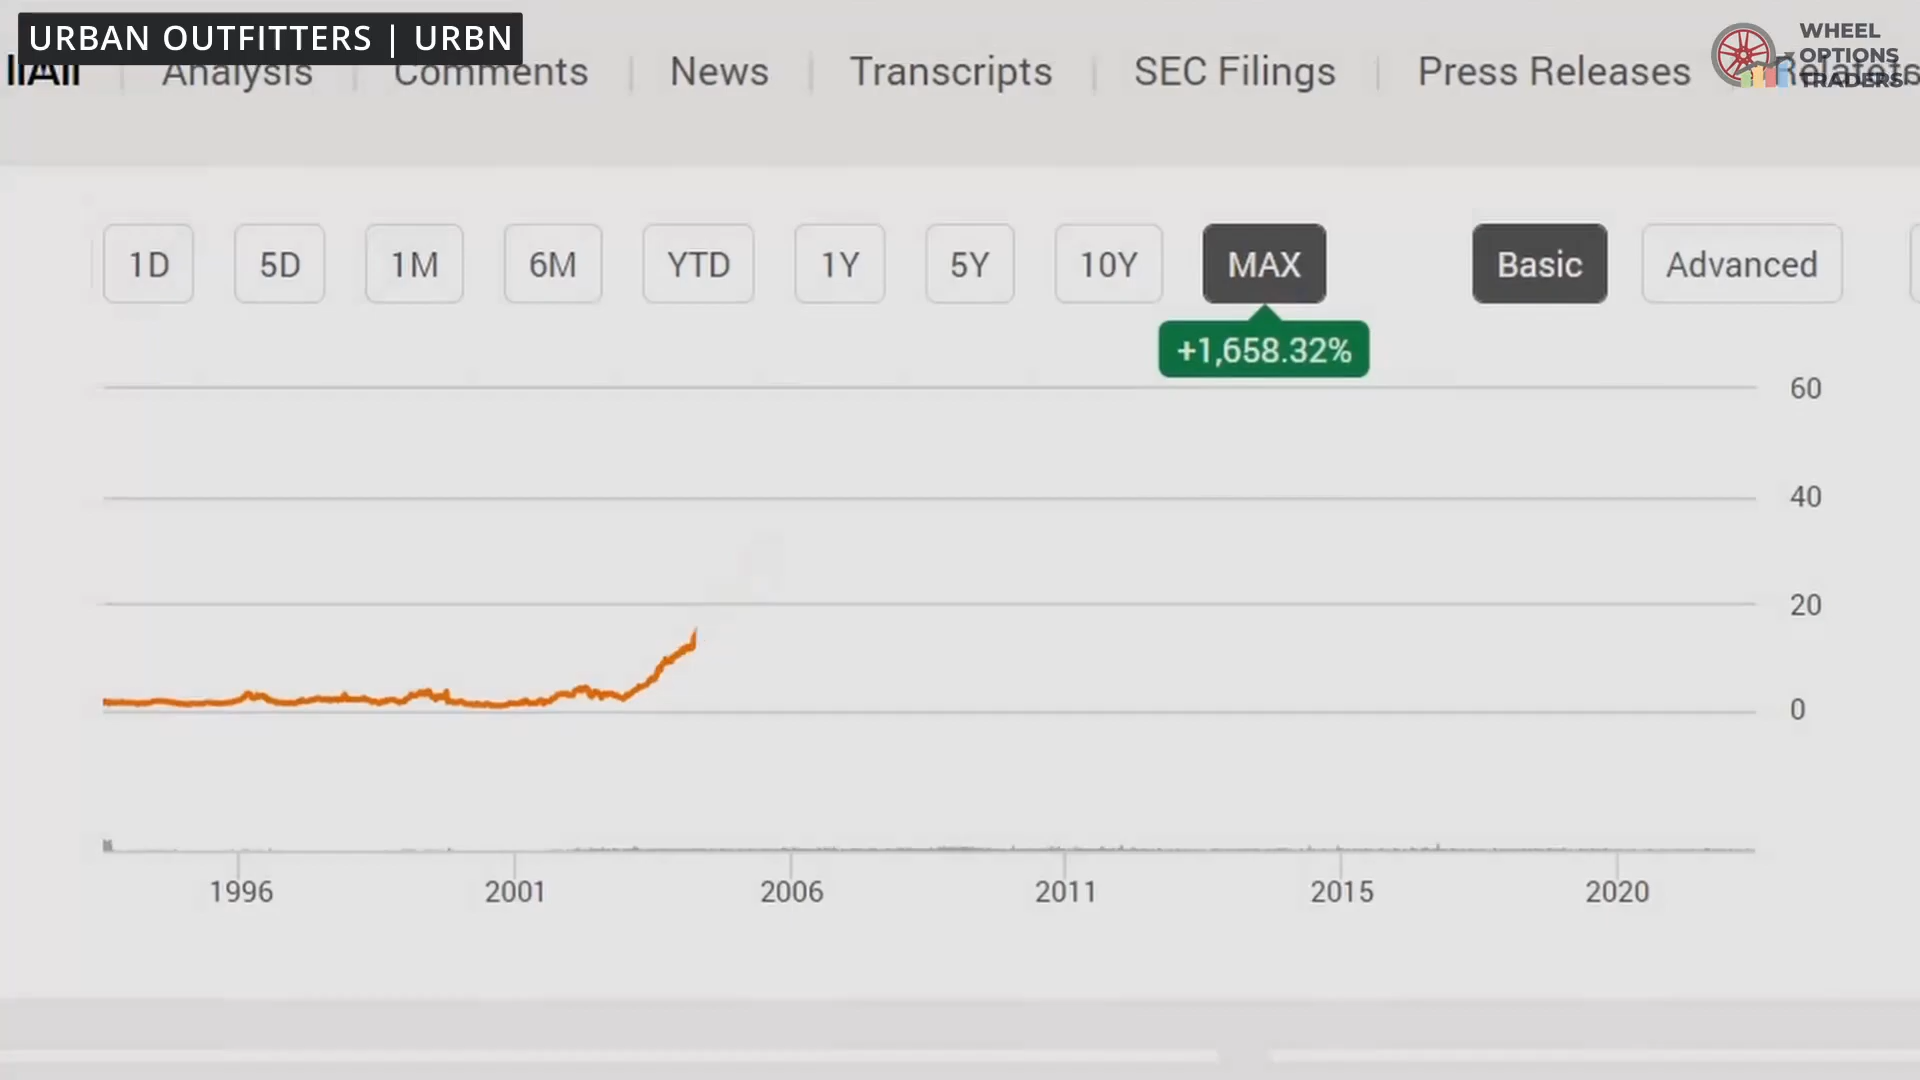 URBAN OUTFITTERS | URBN
WHEEL
OPTIONS
TRADERS
Analysis
Comments
News
Transcripts
SEC Filings
Press Releases
1D
5D
1M
6M
YTD
1Y
5Y
10Y
MAX
Basic
Advanced
+1,658.32%
60
40
20
0
1996
2001
2006
2011
2015
2020